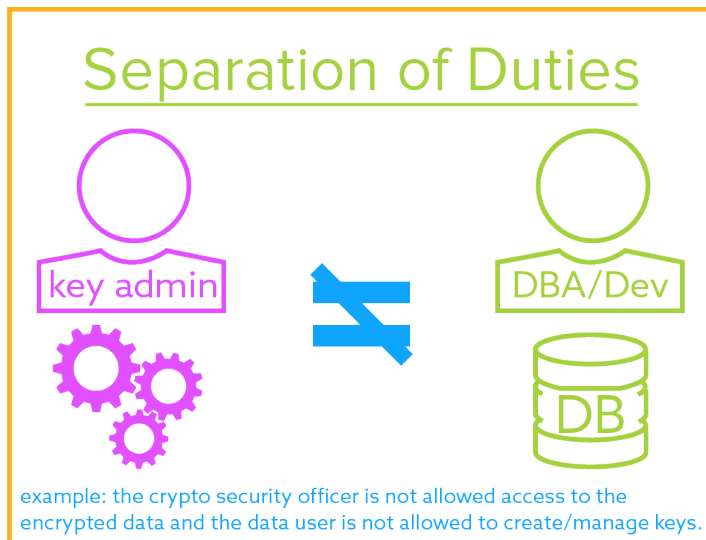 Separation of Duties
key admin
DBA/Dev
DB
example: the crypto security officer is not allowed access to the
encrypted data and the data user is not allowed to create/manage keys.